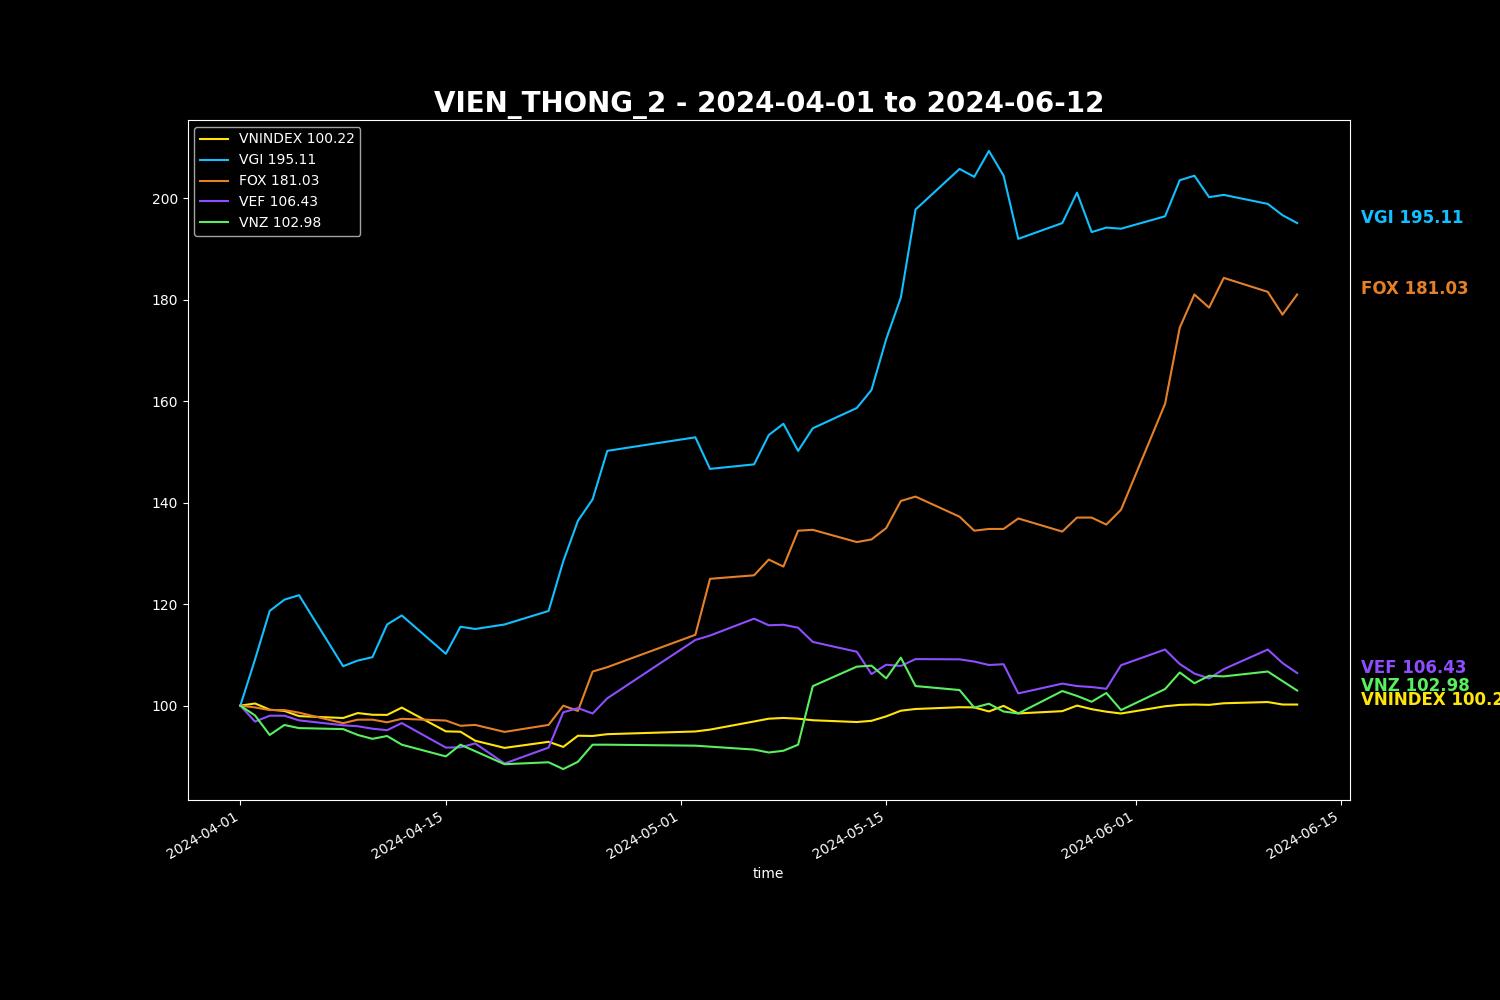 VIEN_THONG_2 - 2024-04-01 to 2024-06-12
VNINDEX 100.22
VGI 195.11
FOX 181.03
VEF 106.43
VNZ 102.98
200
180
160
140
120
100
VGI 195.11
FOX 181.03
VEF 106.43
VNZ 102.98
VNINDEX 100.2
2024-04-01
2024-04-15
2024-05-01
2024-05-15
2024-06-01
2024-06-15
time